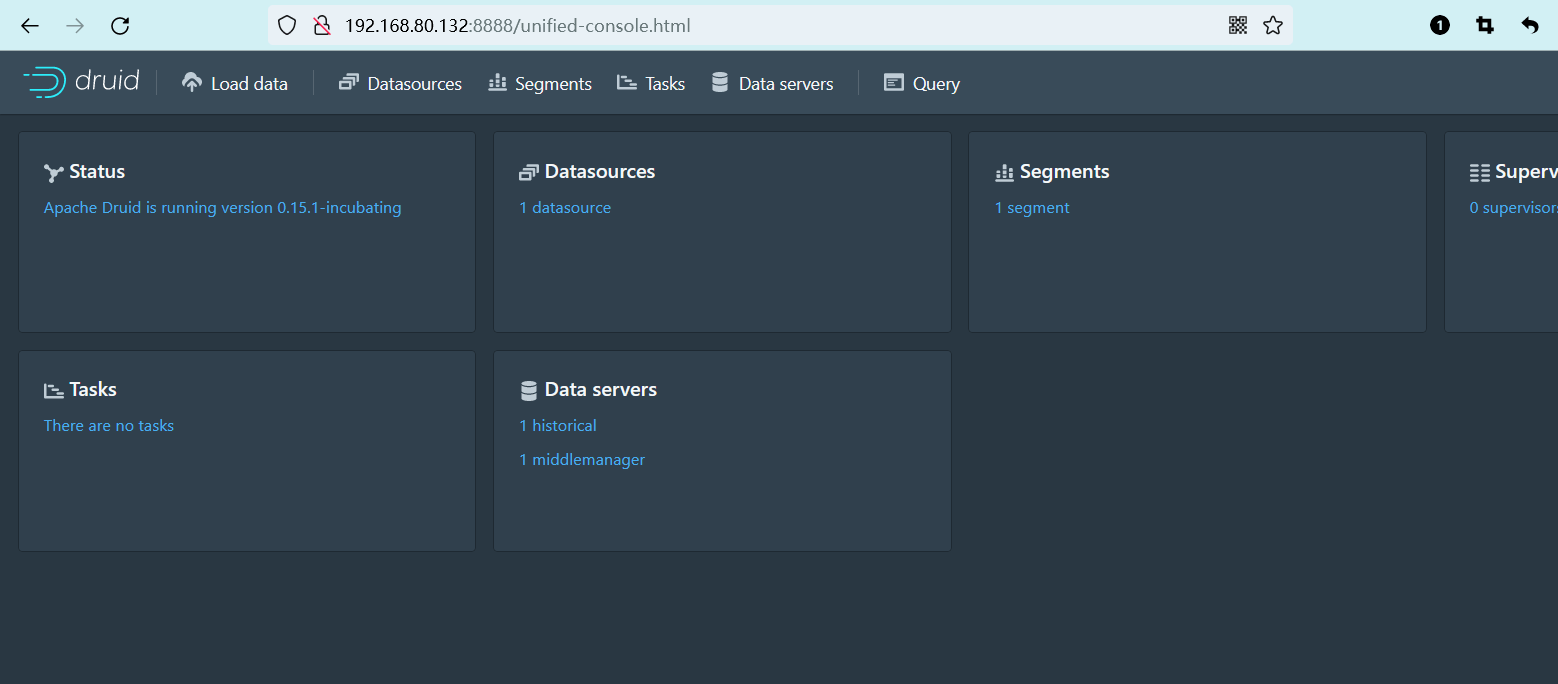 192.168.80.132:8888/unified-console.html
1
druid Load data Datasources Segments Tasks Data servers Query
Status
Apache Druid is running version 0.15.1-incubating
Datasources
1 datasource
Segments
1 segment
Superv
0 supervisors
Tasks
There are no tasks
Data servers
1 historical
1 middlemanager